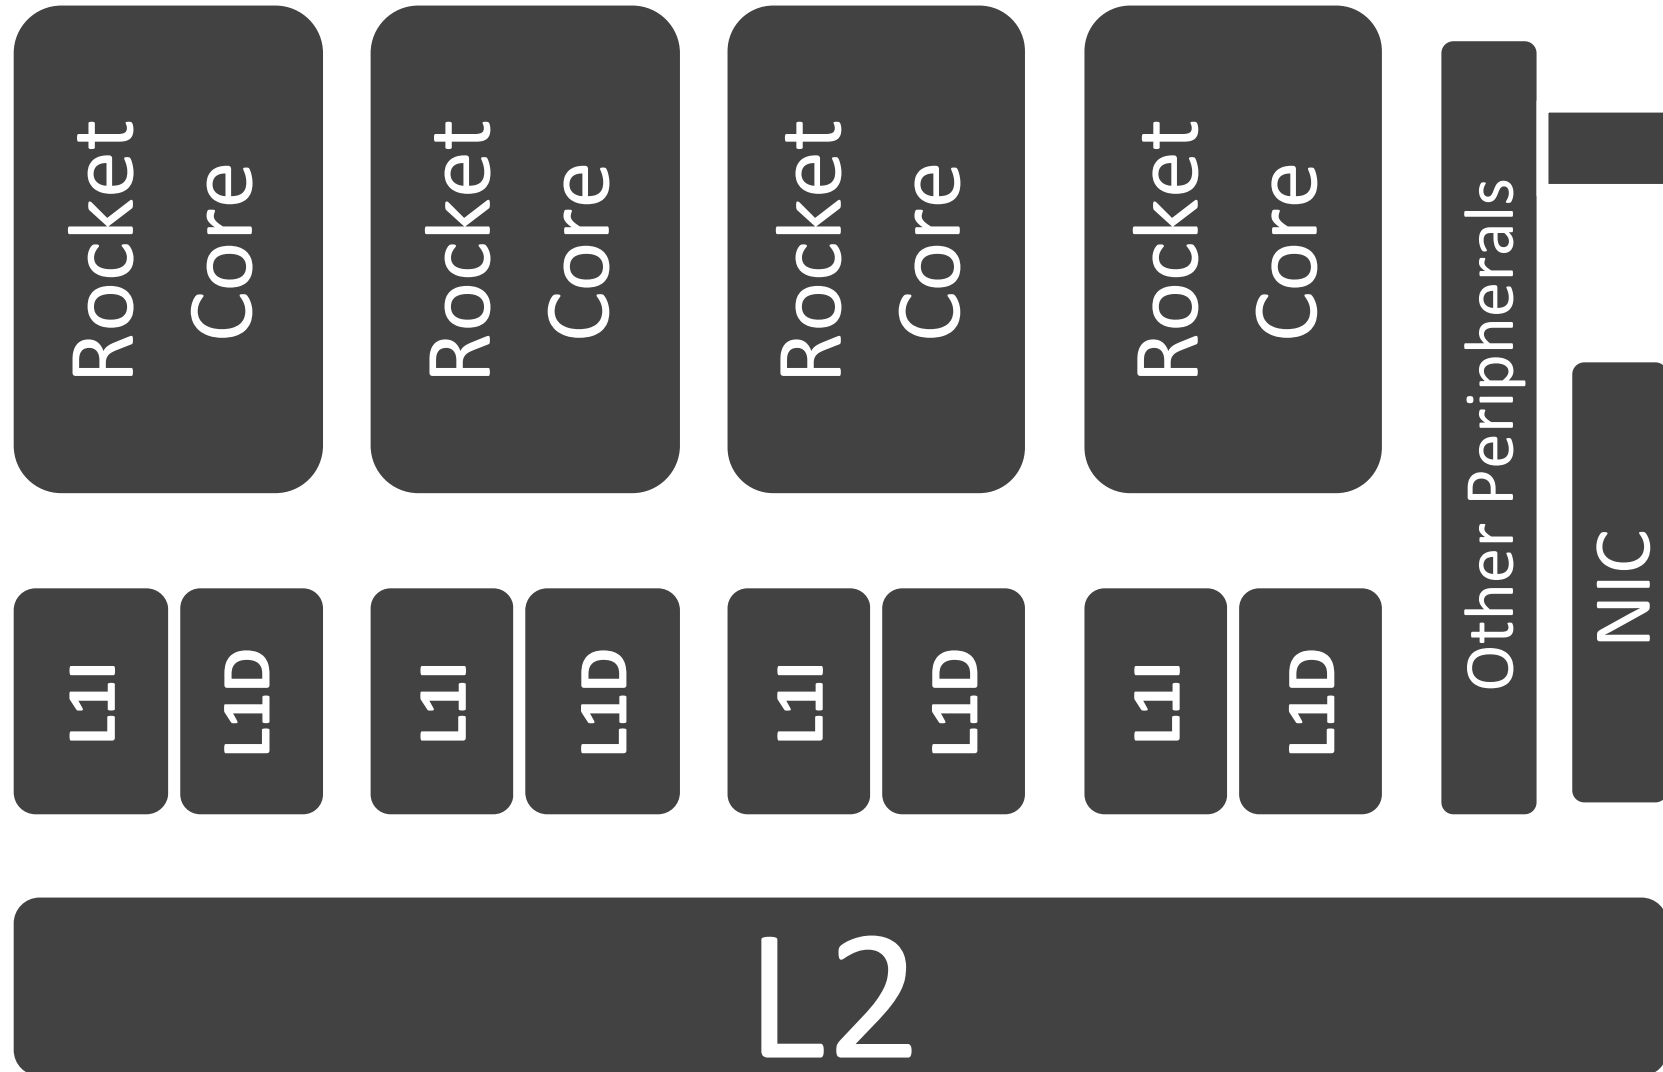 Rocket
Core
Rocket
Core
Rocket
Core
Rocket
Core
Other Peripherals
NIC
L1I
L1D
L1I
L1D
L1I
L1D
L1I
L1D
L2